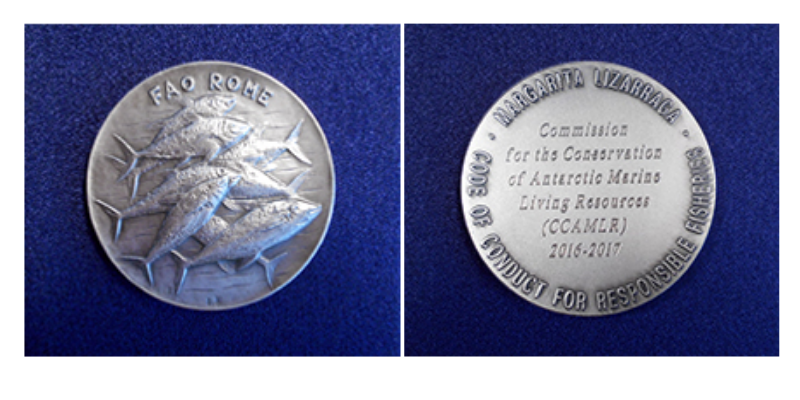 FAO ROME
· MARGARITA LIZARRAGA ·
Commission
for the Conservation
of Antarctic Marine
Living Resources
(CCAMLR)
2016-2017
CODE OF CONDUCT FOR RESPONSIBLE FISHERIES